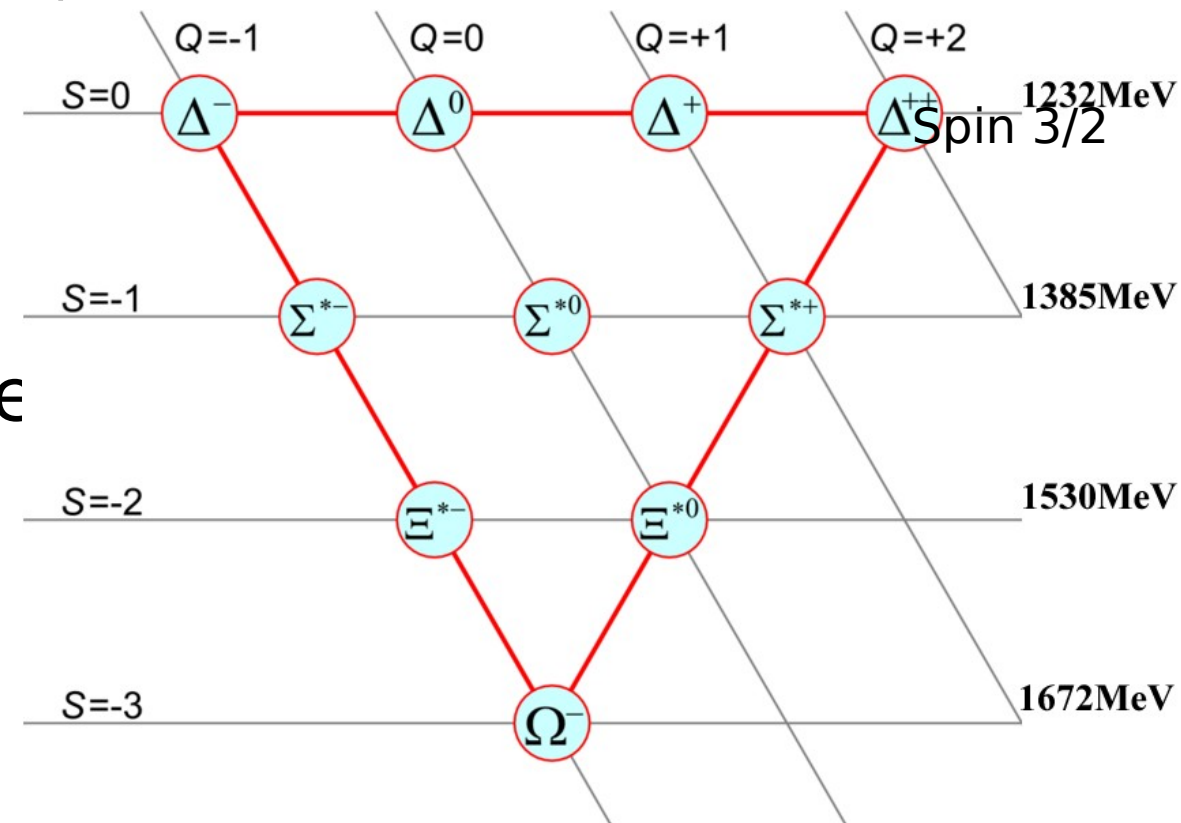 Q=-1 Q=0 Q=+1 Q=+2
S=0 Δ⁻ Δ⁰ Δ⁺ Δ⁺⁺ 1232MeV
Spin 3/2
S=-1 Σ*⁻ Σ*⁰ Σ*⁺ 1385MeV
e
S=-2 Ξ*⁻ Ξ*⁰ 1530MeV
S=-3 Ω⁻ 1672MeV